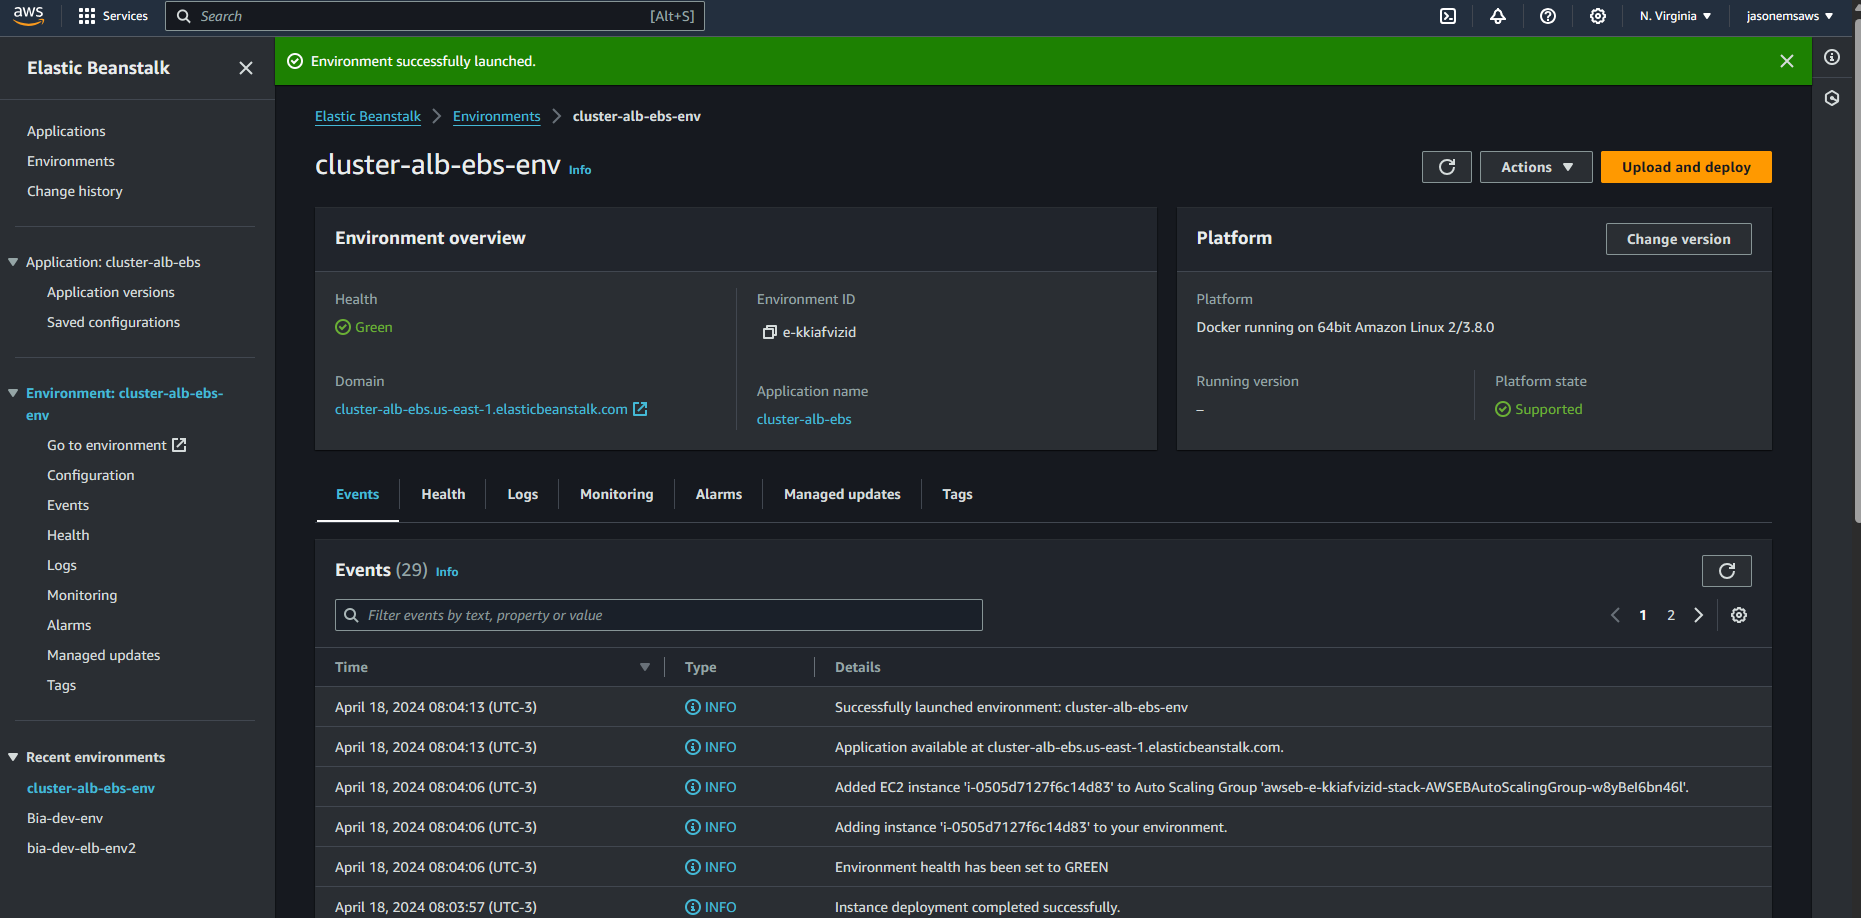 aws
Services
Search
[Alt+S]
N. Virginia
jasonemsaws
Elastic Beanstalk
Applications
Environments
Change history
Application: cluster-alb-ebs
Application versions
Saved configurations
Environment: cluster-alb-ebs-
env
Go to environment
Configuration
Events
Health
Logs
Monitoring
Alarms
Managed updates
Tags
Recent environments
cluster-alb-ebs-env
Bia-dev-env
bia-dev-elb-env2
Environment successfully launched.
Elastic Beanstalk
Environments
cluster-alb-ebs-env
cluster-alb-ebs-env Info
Actions
Upload and deploy
Environment overview
Health
Green
Domain
cluster-alb-ebs.us-east-1.elasticbeanstalk.com
Environment ID
e-kkiafvizid
Application name
cluster-alb-ebs
Platform
Change version
Platform
Docker running on 64bit Amazon Linux 2/3.8.0
Running version
–
Platform state
Supported
Events
Health
Logs
Monitoring
Alarms
Managed updates
Tags
Events (29) Info
Filter events by text, property or value
1
2
Time Type Details
April 18, 2024 08:04:13 (UTC-3) INFO Successfully launched environment: cluster-alb-ebs-env
April 18, 2024 08:04:13 (UTC-3) INFO Application available at cluster-alb-ebs.us-east-1.elasticbeanstalk.com.
April 18, 2024 08:04:06 (UTC-3) INFO Added EC2 instance 'i-0505d7127f6c14d83' to Auto Scaling Group 'awseb-e-kkiafvizid-stack-AWSEBAutoScalingGroup-w8yBeI6bn46l'.
April 18, 2024 08:04:06 (UTC-3) INFO Adding instance 'i-0505d7127f6c14d83' to your environment.
April 18, 2024 08:04:06 (UTC-3) INFO Environment health has been set to GREEN
April 18, 2024 08:03:57 (UTC-3) INFO Instance deployment completed successfully.